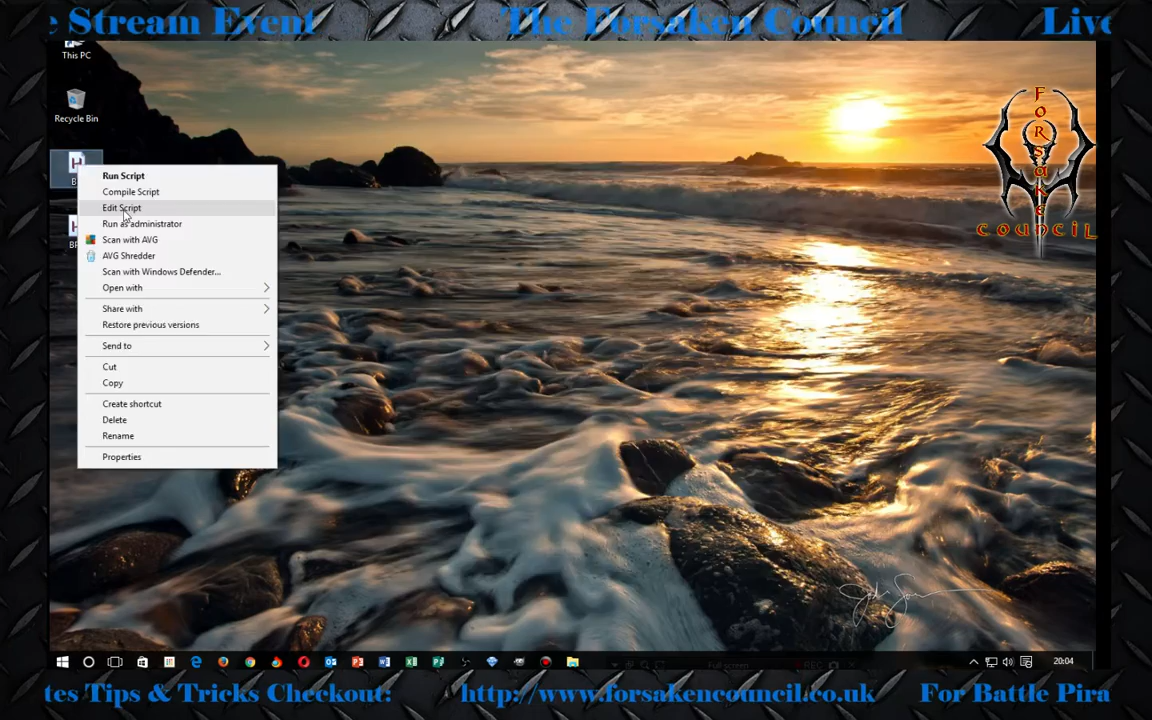 e Stream Event The Forsaken Council Live
This PC
Recycle Bin
Run Script
Compile Script
Edit Script
Run as administrator
Scan with AVG
AVG Shredder
Scan with Windows Defender...
Open with
Share with
Restore previous versions
Send to
Cut
Copy
Create shortcut
Delete
Rename
Properties
Forsaken
council
Full screen
REC
20:04
tes Tips & Tricks Checkout: http://www.forsakencouncil.co.uk For Battle Pira